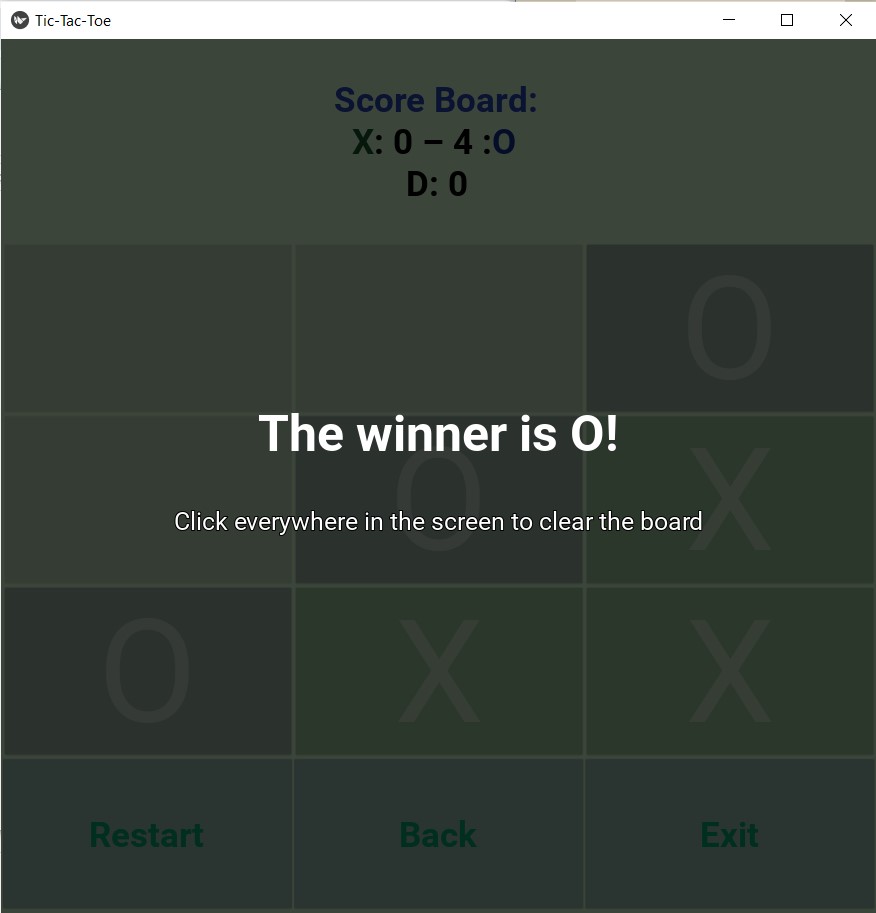 Tic-Tac-Toe
Score Board:
X: 0 – 4 :O
D: 0
O
The winner is O!
O X
Click everywhere in the screen to clear the board
O X X
Restart Back Exit